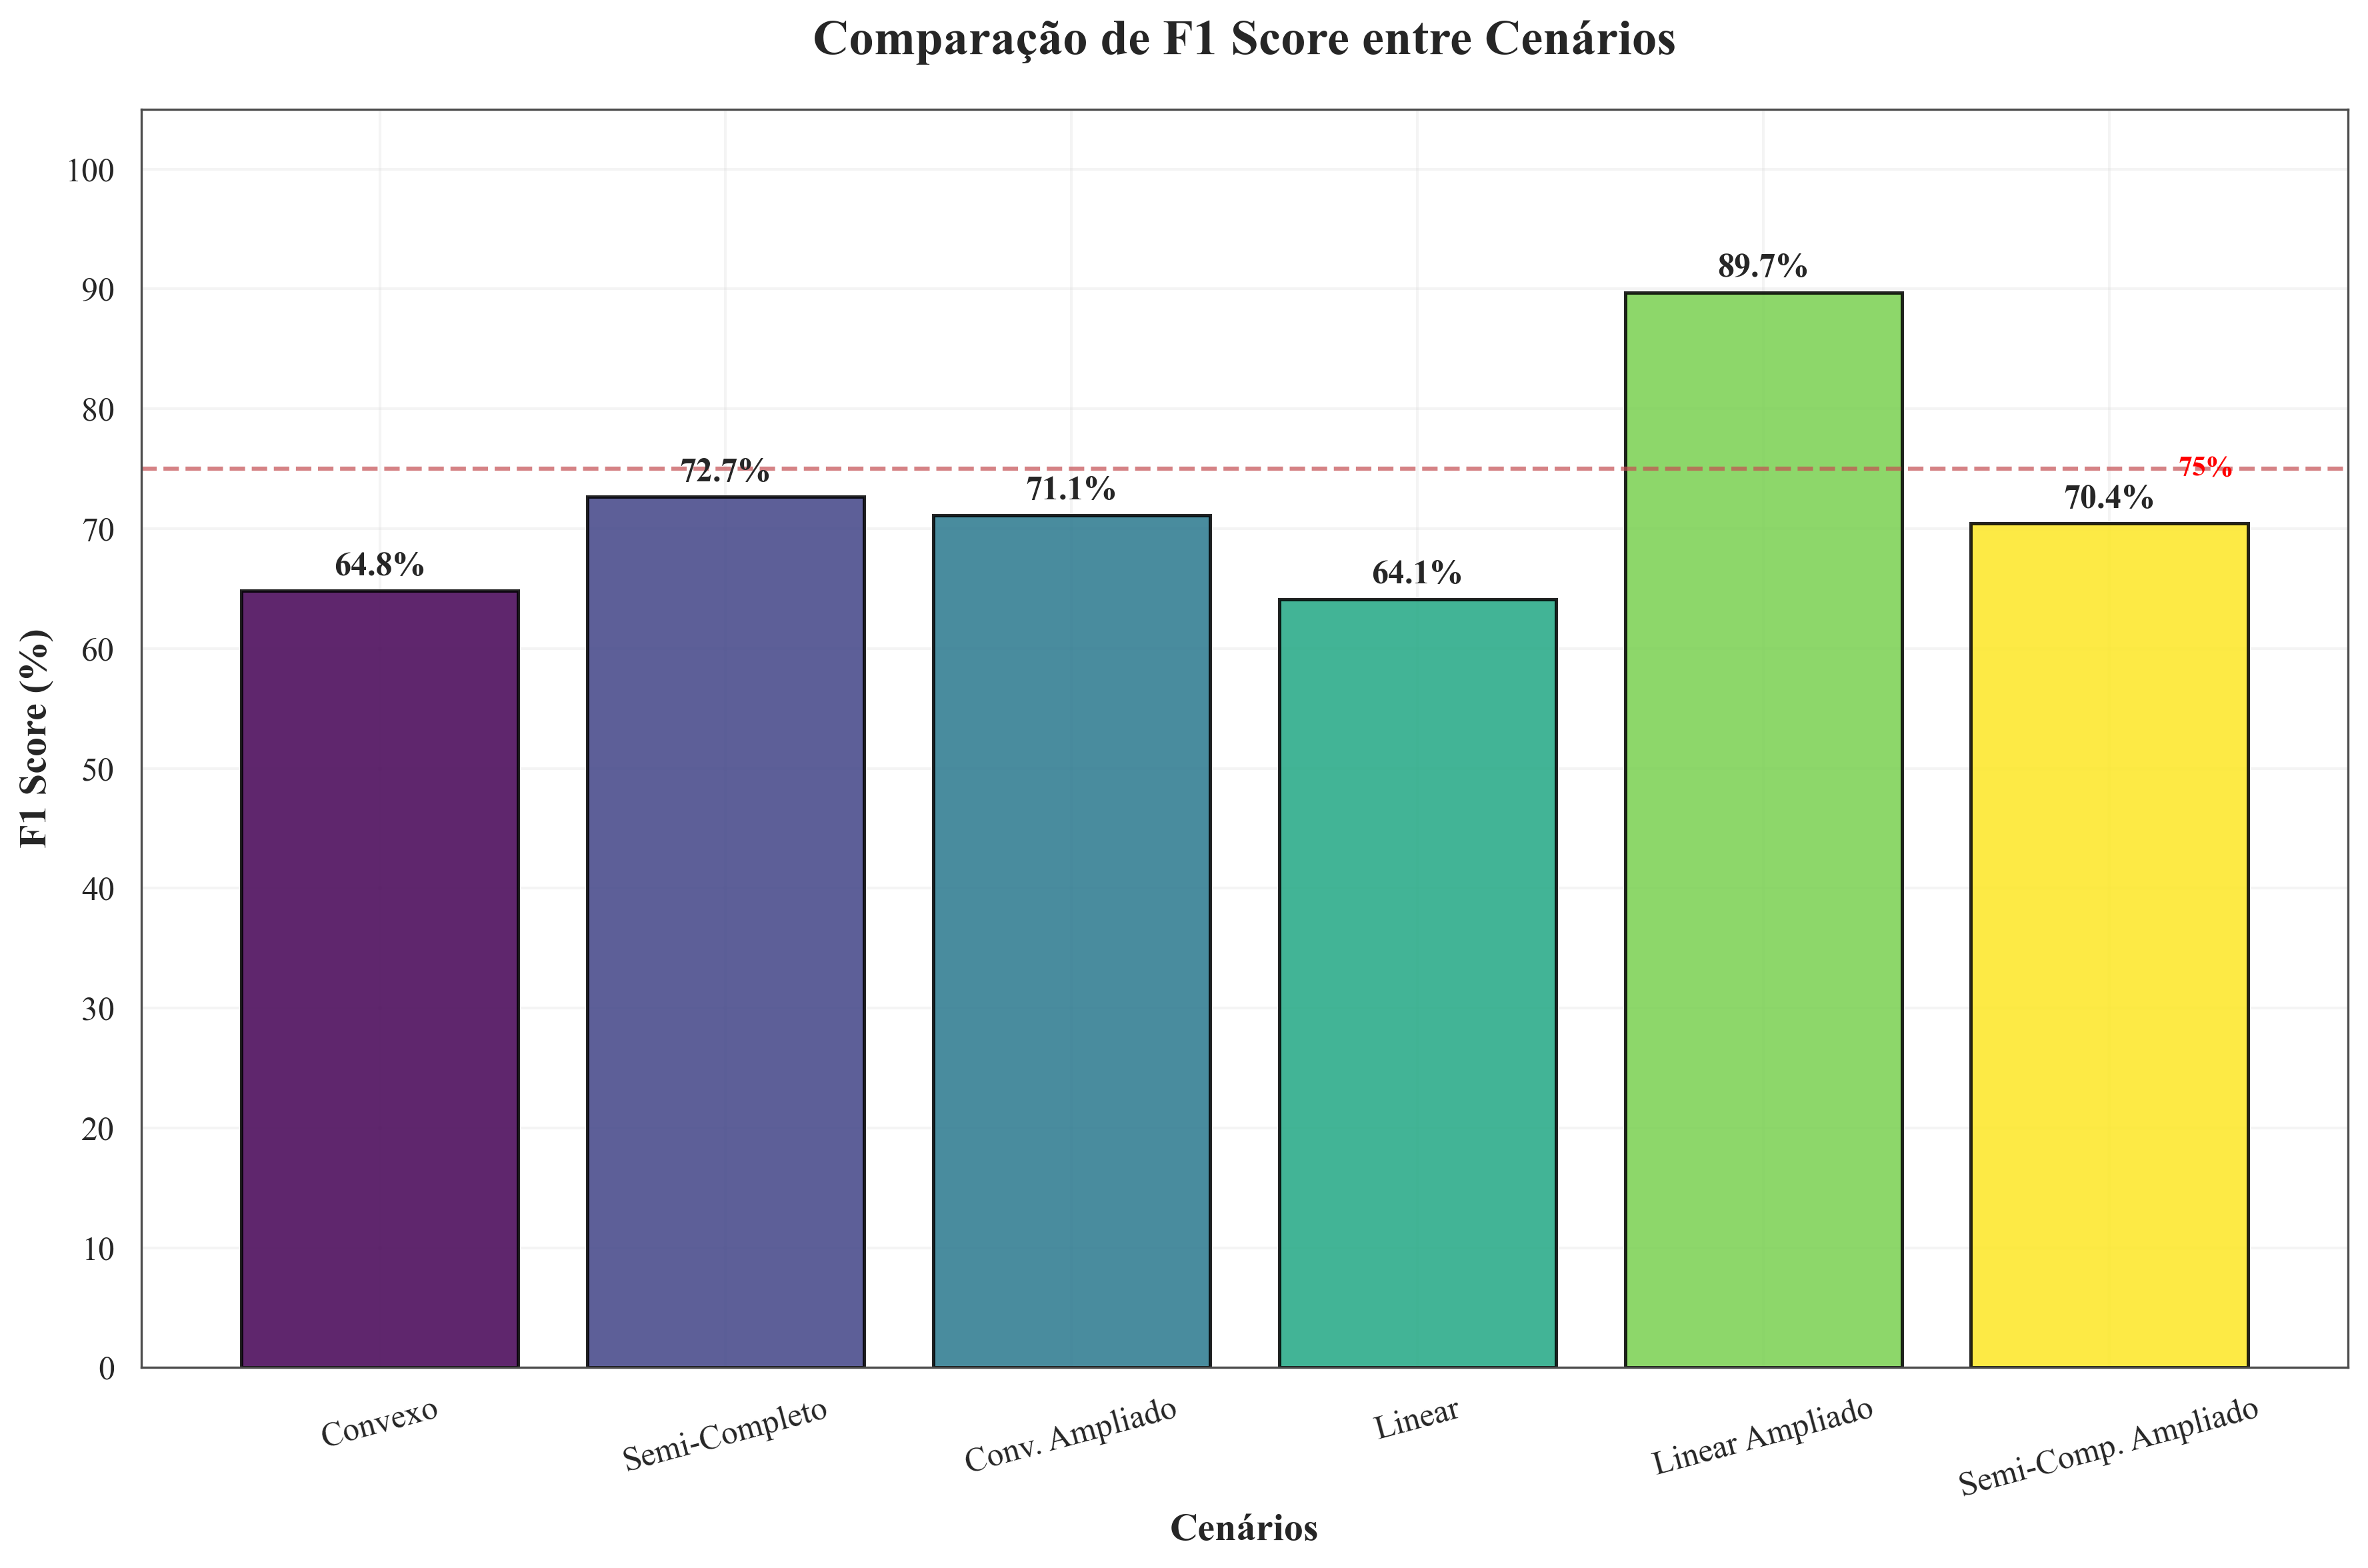 Comparação de F1 Score entre Cenários
F1 Score (%)
100
90
80
70
60
50
40
30
20
10
0
64.8%
72.7%
71.1%
64.1%
89.7%
70.4%
75%
Convexo
Semi-Completo
Conv. Ampliado
Linear
Linear Ampliado
Semi-Comp. Ampliado
Cenários